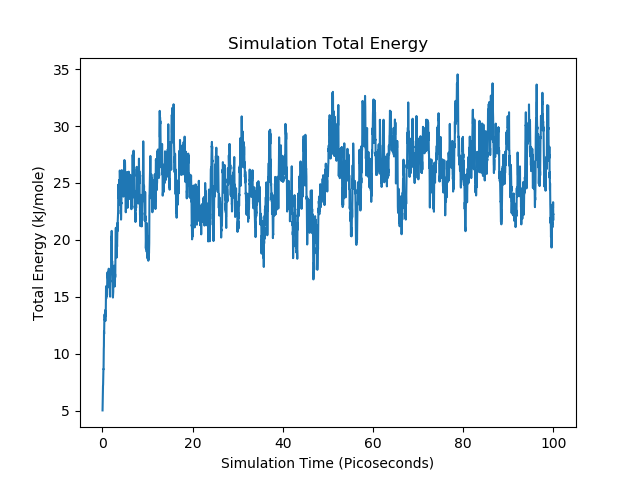 Simulation Total Energy
Total Energy (kJ/mole)
35
30
25
20
15
10
5
0 20 40 60 80 100
Simulation Time (Picoseconds)